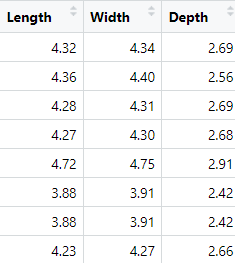 Length Width Depth
4.32 4.34 2.69
4.36 4.40 2.56
4.28 4.31 2.69
4.27 4.30 2.68
4.72 4.75 2.91
3.88 3.91 2.42
3.88 3.91 2.42
4.23 4.27 2.66